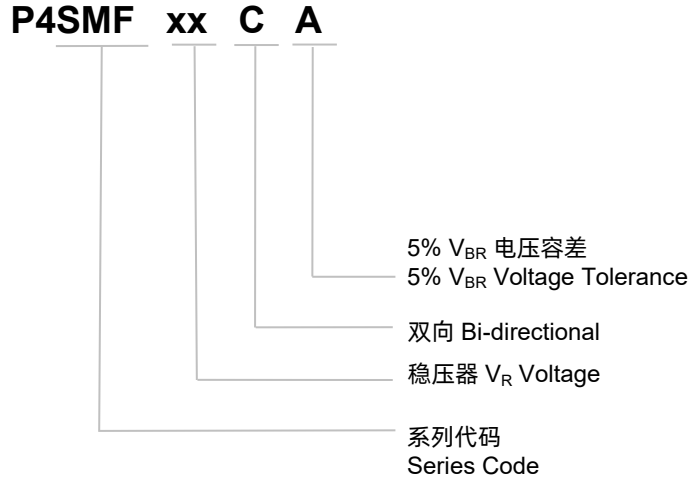 P4SMF xx C A
5% VBR 电压容差
5% VBR Voltage Tolerance
双向 Bi-directional
稳压器 VR Voltage
系列代码
Series Code